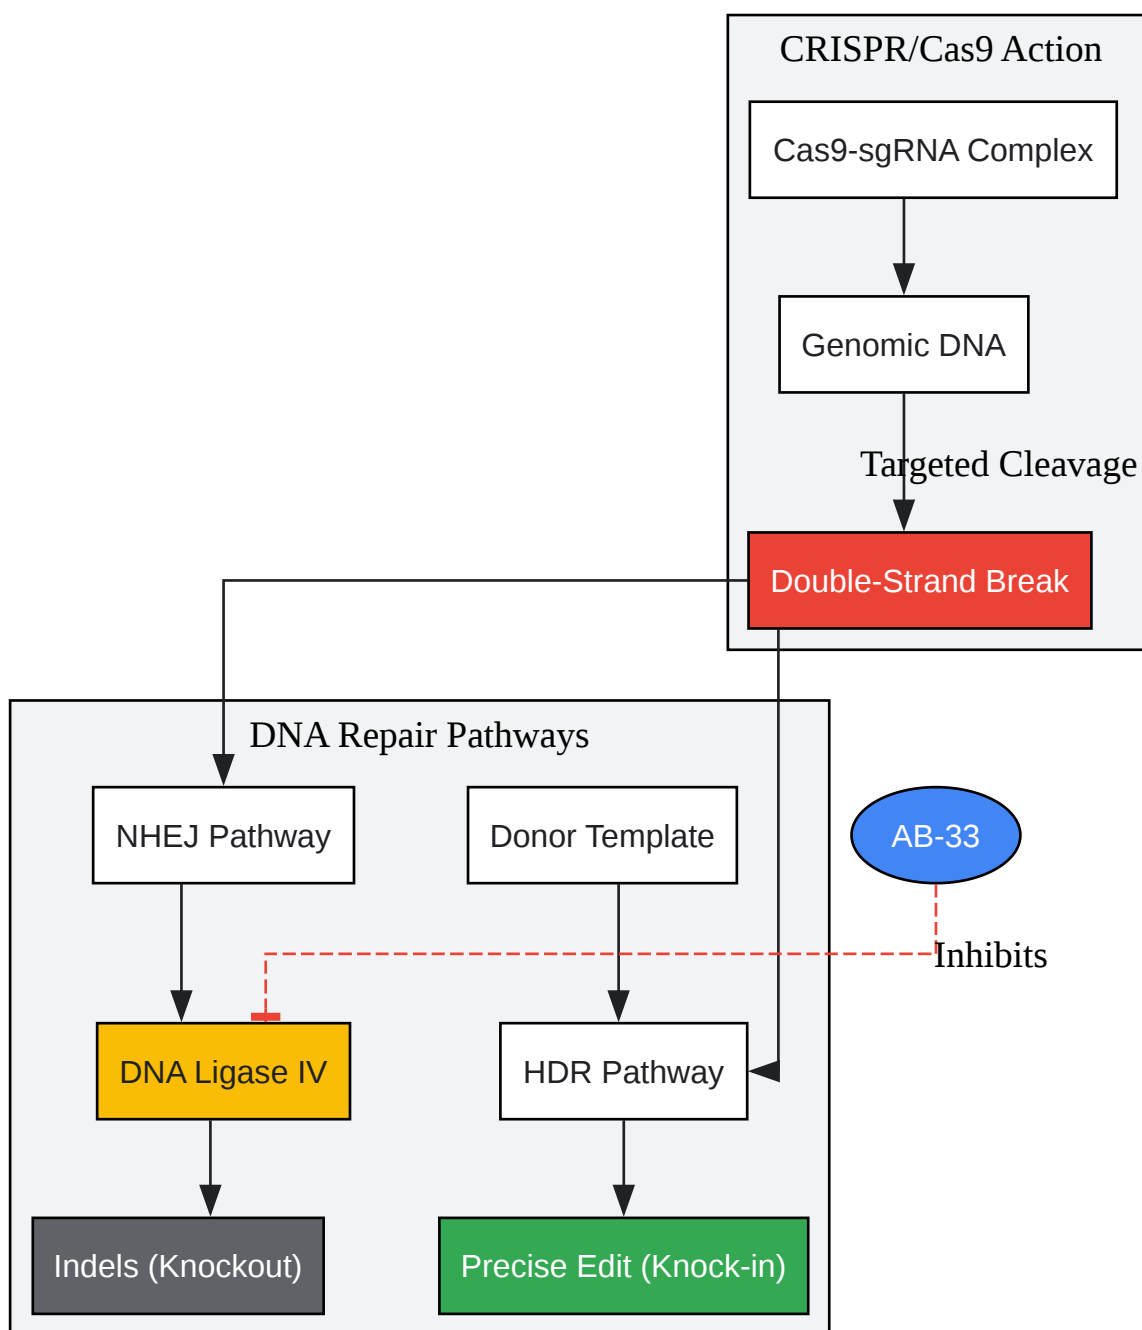 CRISPR/Cas9 Action
Cas9-sgRNA Complex
Genomic DNA
Targeted Cleavage
Double-Strand Break
DNA Repair Pathways
NHEJ Pathway
Donor Template
AB-33
Inhibits
DNA Ligase IV
HDR Pathway
Indels (Knockout)
Precise Edit (Knock-in)